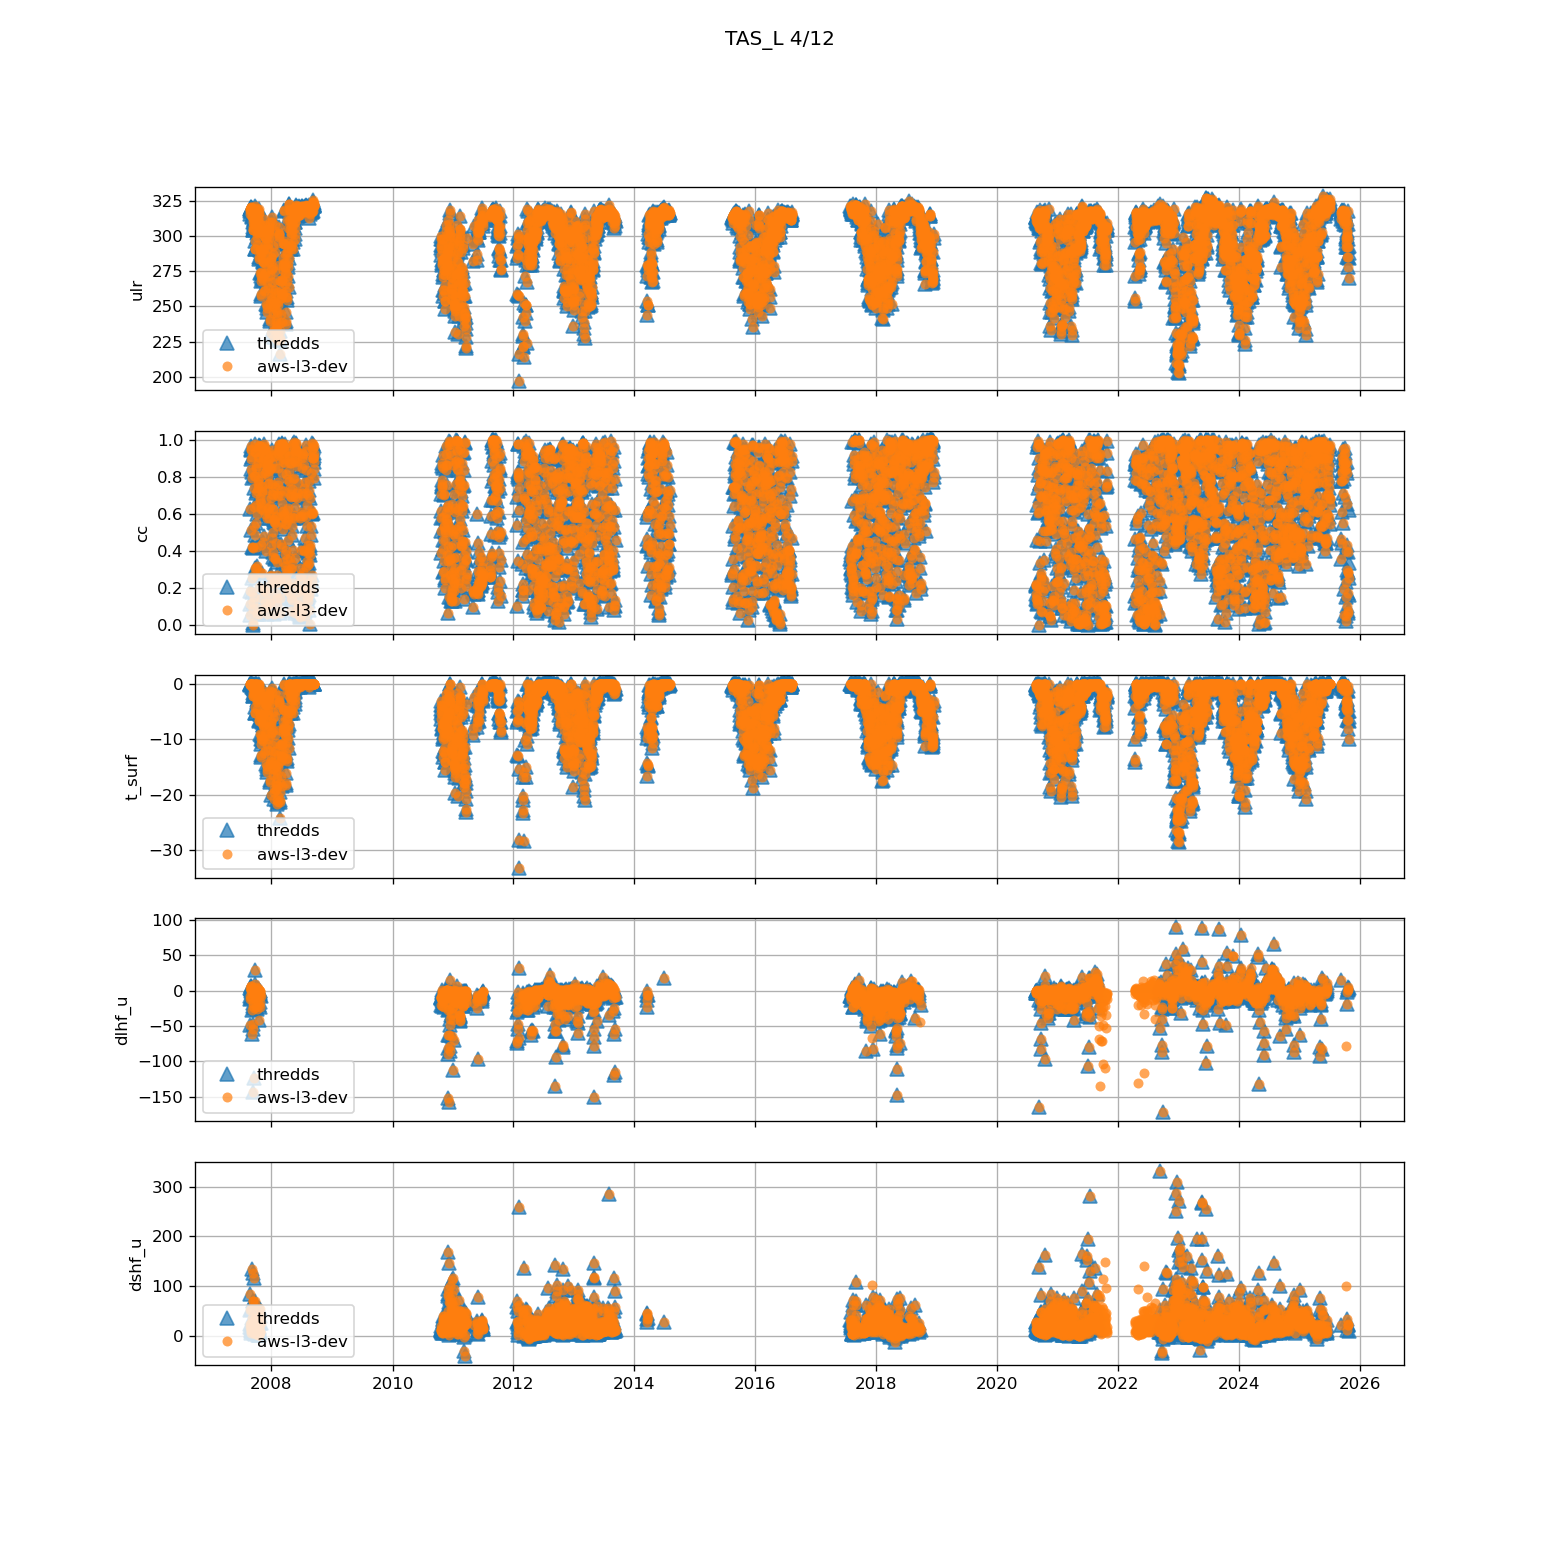 TAS_L 4/12
325
300
275
250
225
200
ulr
thredds
aws-l3-dev
1.0
0.8
0.6
0.4
0.2
0.0
cc
thredds
aws-l3-dev
0
−10
−20
−30
t_surf
thredds
aws-l3-dev
100
50
0
−50
−100
−150
dlhf_u
thredds
aws-l3-dev
300
200
100
0
dshf_u
thredds
aws-l3-dev
2008 2010 2012 2014 2016 2018 2020 2022 2024 2026